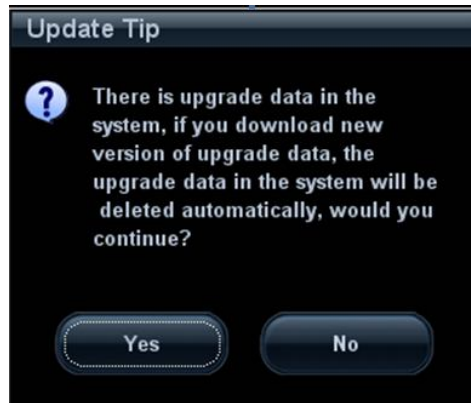 Update Tip
There is upgrade data in the
system, if you download new
version of upgrade data, the
upgrade data in the system will be
deleted automatically, would you
continue?
Yes
No